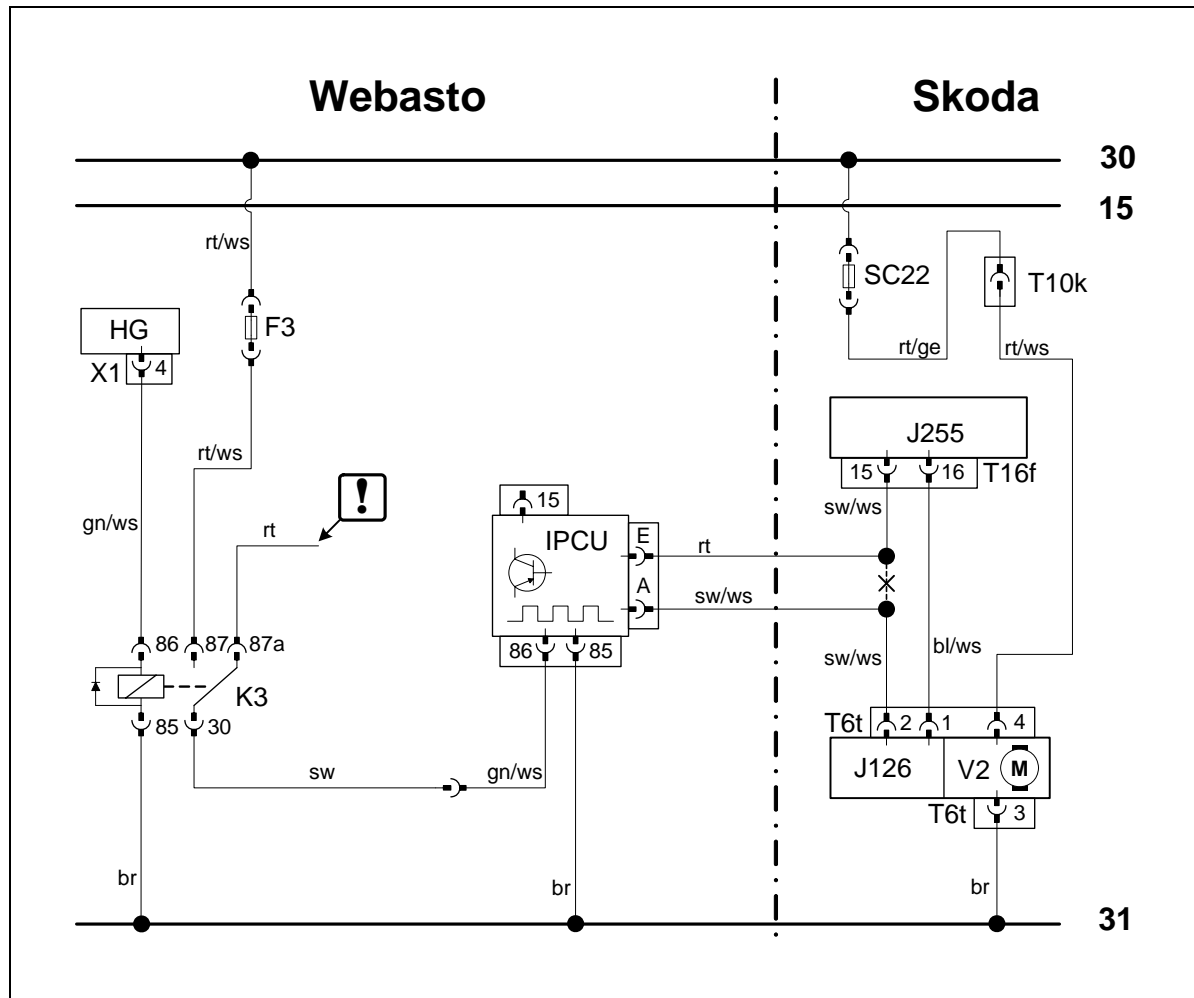 Webasto
Skoda
30
15
rt/ws
SC22
T10k
HG
F3
X1 4
rt/ge
rt/ws
J255
rt/ws
15 16 T16f
!
15
sw/ws
gn/ws
rt
IPCU
E
rt
A
sw/ws
86 87 87a
86 85
sw/ws
bl/ws
K3
85 30
T6t 2 1 4
sw
gn/ws
J126
V2
M
T6t 3
br
br
br
31